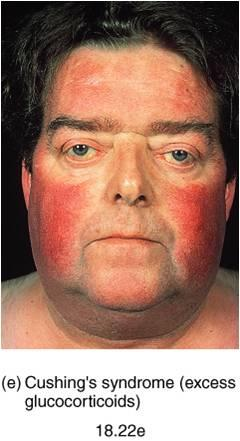 (e) Cushing's syndrome (excess
glucocorticoids)
18.22e